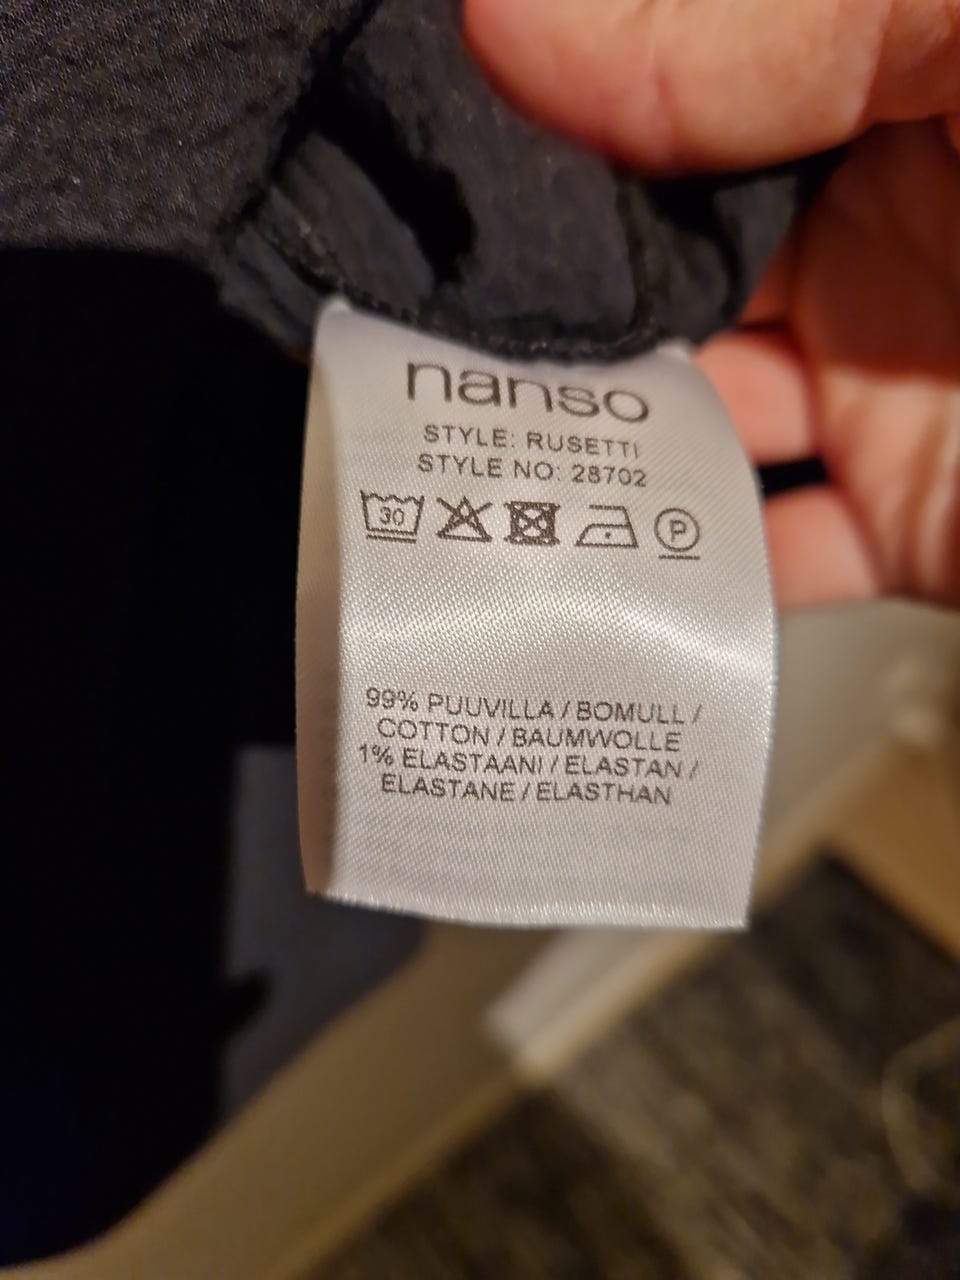 nanso
STYLE: RUSETTI
STYLE NO: 28702
30 P
99% PUUVILLA / BOMULL /
COTTON / BAUMWOLLE
1% ELASTAANI / ELASTAN /
ELASTANE / ELASTHAN